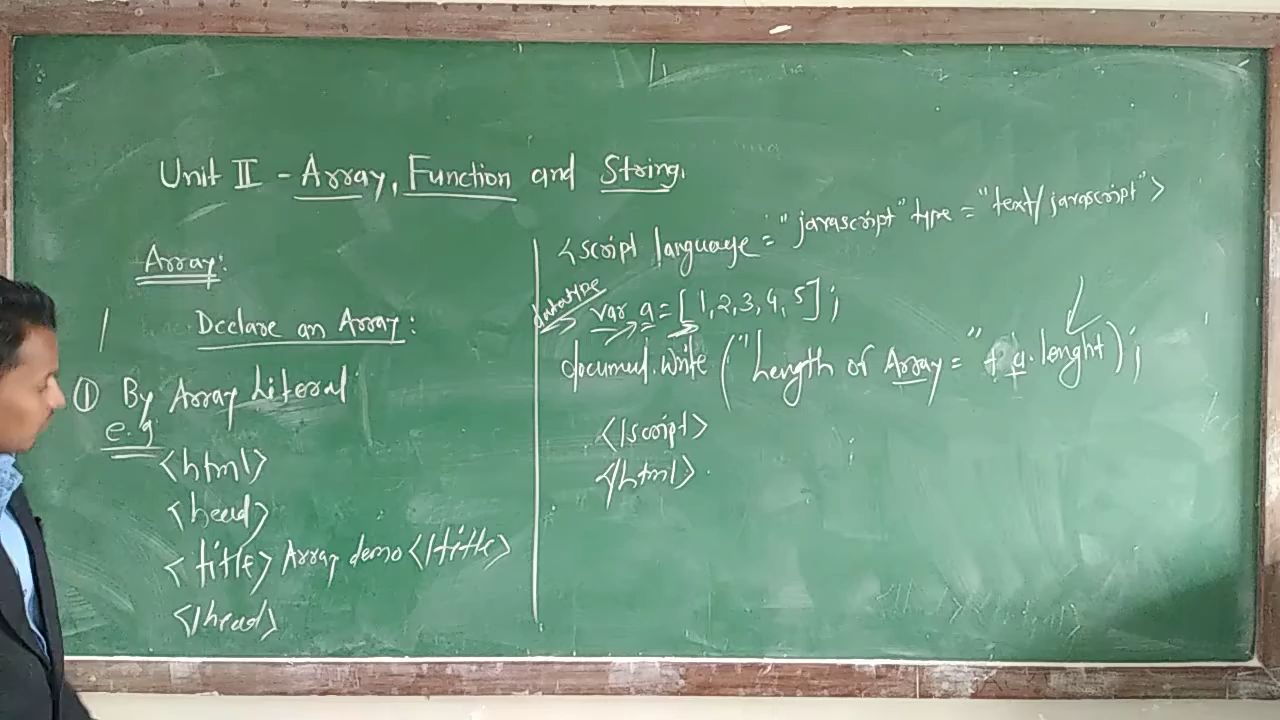 Unit II - Array, Function and String.
Array:
Declare an Array:
① By Array Literal
e.g
<html>
<head>
<title> Array demo </title>
</head>
<script language = "javascript" type = "text/javascript">
datatype
var a = [1,2,3,4,5];
document.write ("Length of Array = " + a.lenght);
</script>
</html>